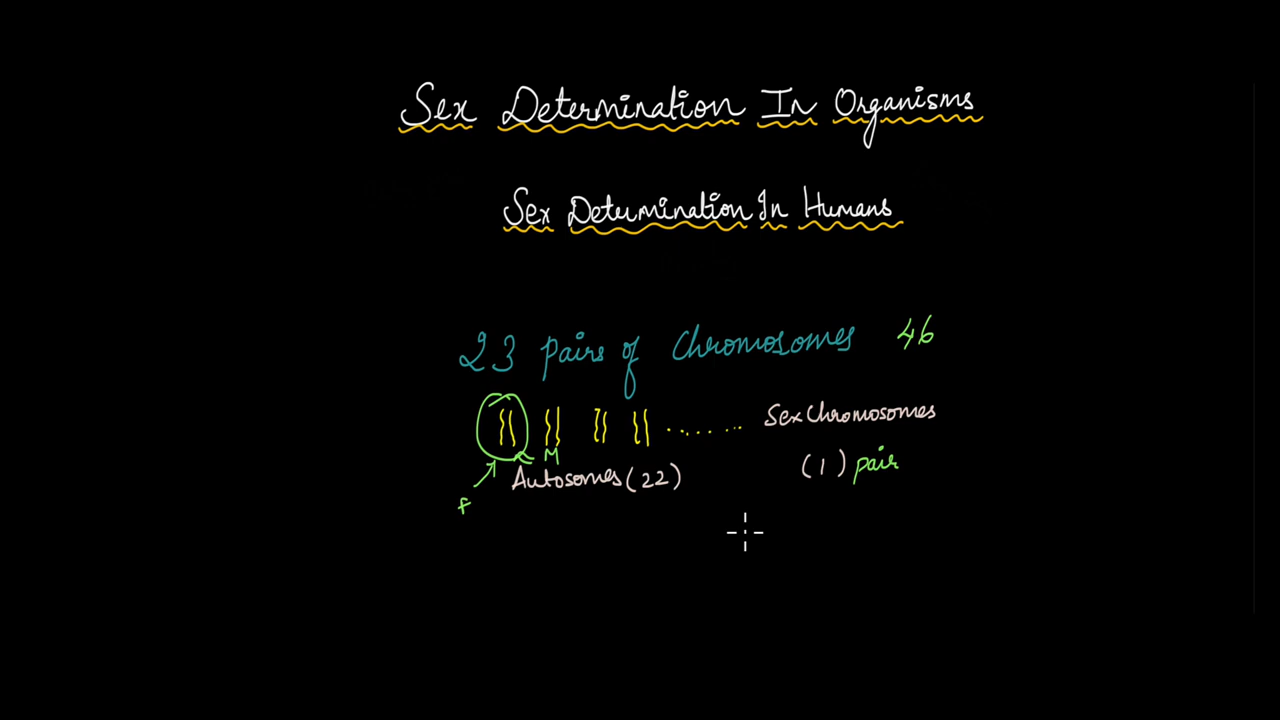 Sex Determination In Organisms
Sex Determination In Humans
23 pairs of Chromosomes 46
Sex Chromosomes
M
Autosomes (22)
(1) pair
f